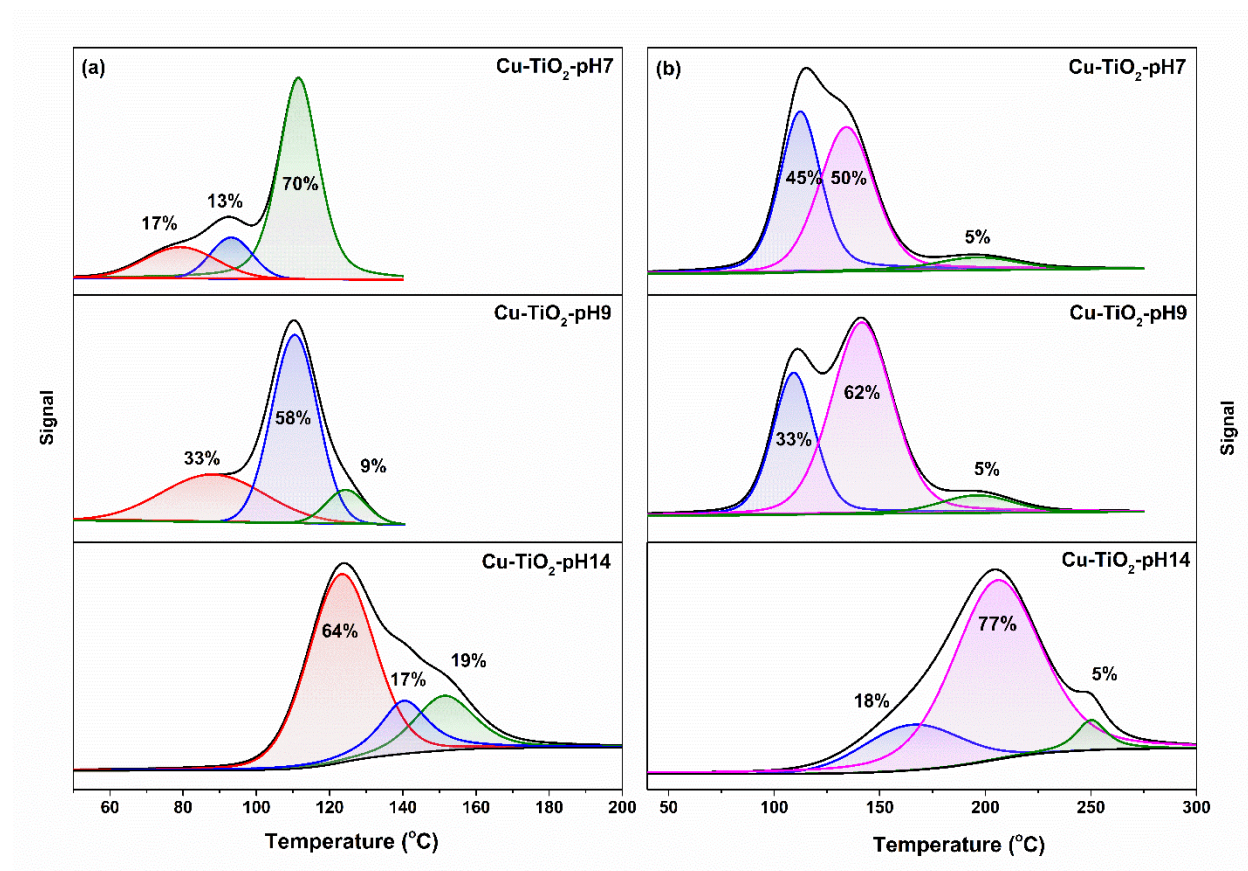 (a)
Cu-TiO2-pH7
17%
13%
70%
Cu-TiO2-pH9
33%
58%
9%
Cu-TiO2-pH14
64%
17%
19%
Signal
60 80 100 120 140 160 180 200
Temperature (oC)
(b)
Cu-TiO2-pH7
45%
50%
5%
Cu-TiO2-pH9
33%
62%
5%
Cu-TiO2-pH14
18%
77%
5%
Signal
50 100 150 200 250 300
Temperature (oC)